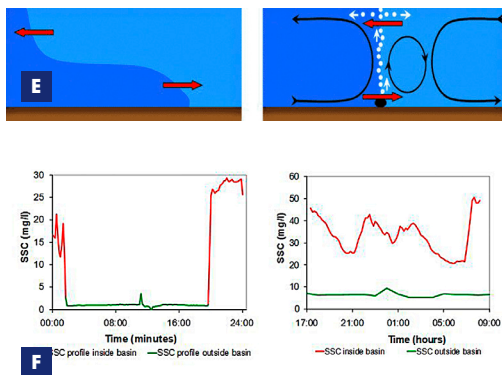 E
30
25
20
15
10
5
0
SSC (mg/l)
00:00 08:00 16:00 24:00
Time (minutes)
SSC profile inside basin SSC profile outside basin
60
50
40
30
20
10
0
SSC (mg/l)
17:00 21:00 01:00 05:00 09:00
Time (hours)
SSC inside basin SSC outside basin
F